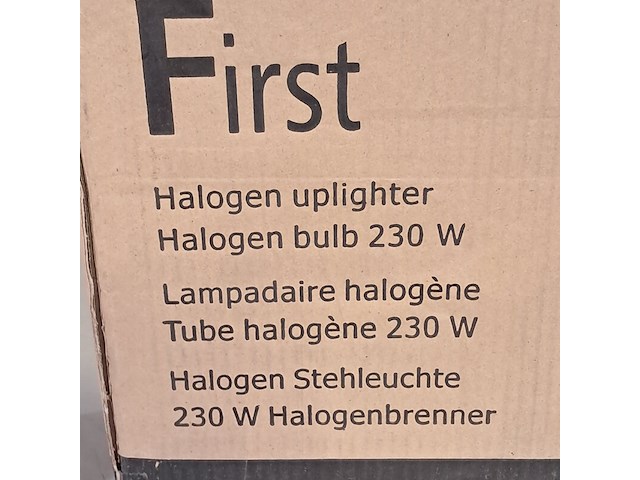 First
Halogen uplighter
Halogen bulb 230 W
Lampadaire halogène
Tube halogène 230 W
Halogen Stehleuchte
230 W Halogenbrenner